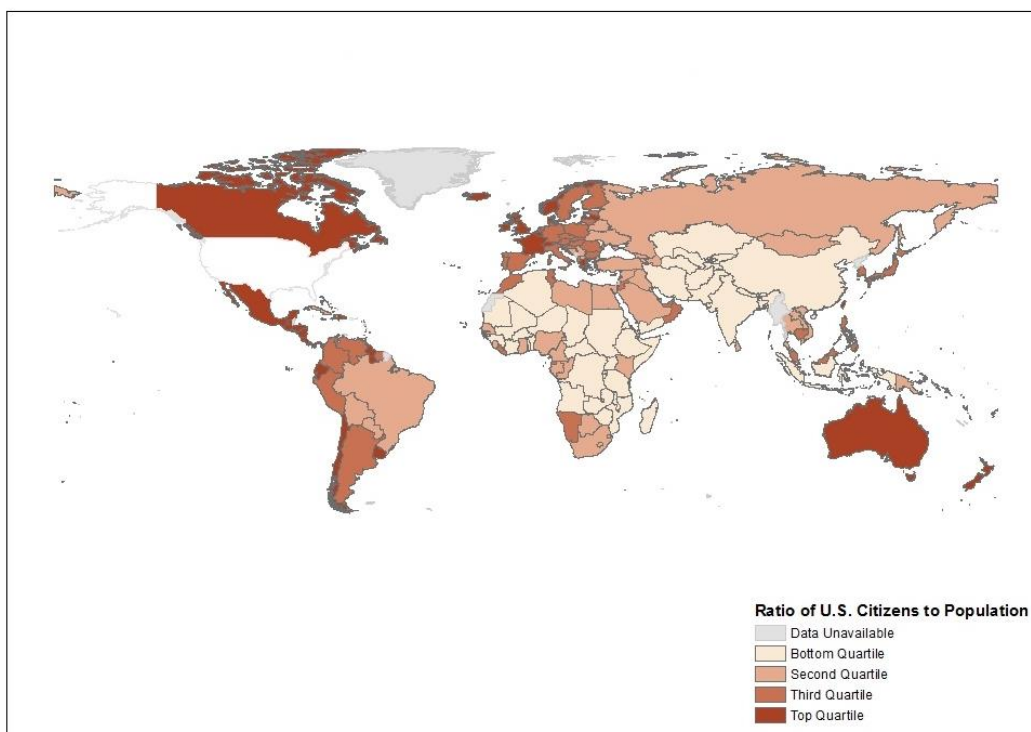 Ratio of U.S. Citizens to Population
Data Unavailable
Bottom Quartile
Second Quartile
Third Quartile
Top Quartile